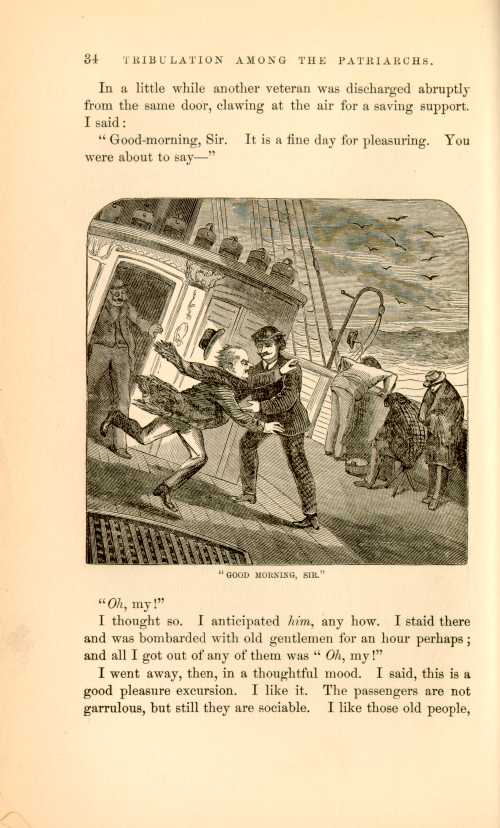 34 TRIBULATION AMONG THE PATRIARCHS.
In a little while another veteran was discharged abruptly
from the same door, clawing at the air for a saving support.
I said:
“Good-morning, Sir. It is a fine day for pleasuring. You
were about to say—”
“GOOD MORNING, SIR.”
“Oh, my!”
I thought so. I anticipated him, any how. I staid there
and was bombarded with old gentlemen for an hour perhaps;
and all I got out of any of them was “Oh, my!”
I went away, then, in a thoughtful mood. I said, this is a
good pleasure excursion. I like it. The passengers are not
garrulous, but still they are sociable. I like those old people,